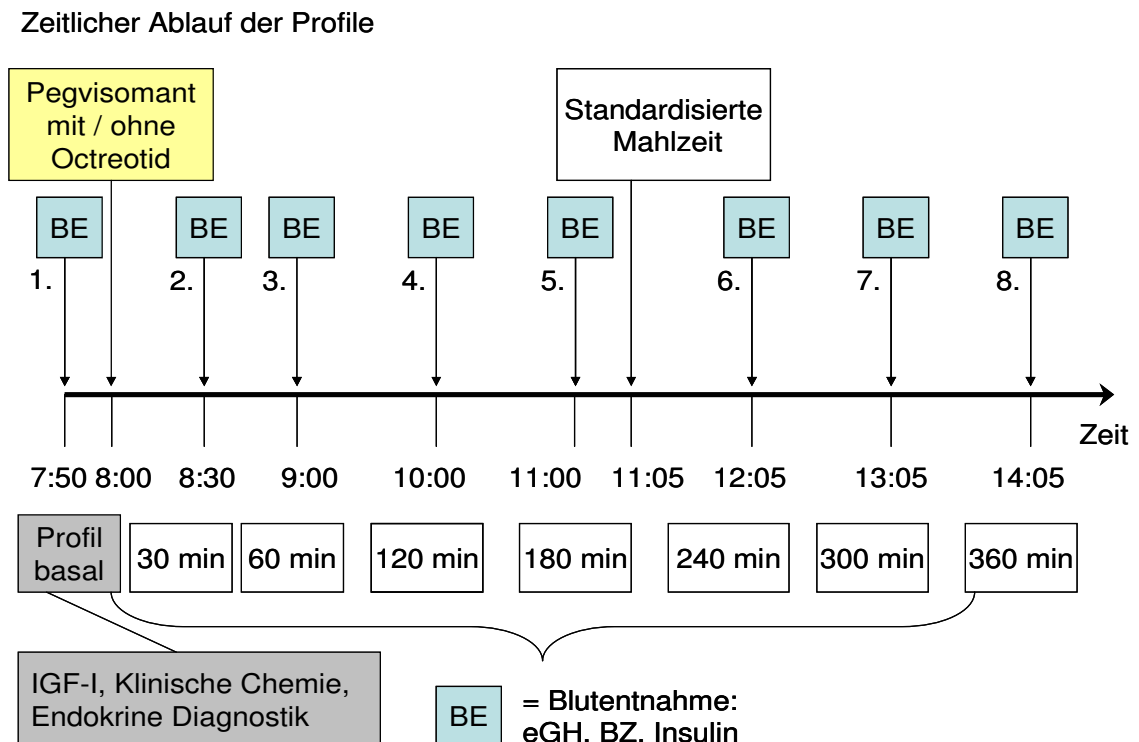 Zeitlicher Ablauf der Profile
Pegvisomant
mit / ohne
Octreotid
Standardisierte
Mahlzeit
BE BE BE BE BE BE BE BE
1. 2. 3. 4. 5. 6. 7. 8.
Zeit
7:50 8:00 8:30 9:00 10:00 11:00 11:05 12:05 13:05 14:05
Profil
basal
30 min 60 min 120 min 180 min 240 min 300 min 360 min
IGF-I, Klinische Chemie,
Endokrine Diagnostik
BE = Blutentnahme:
eGH, BZ, Insulin